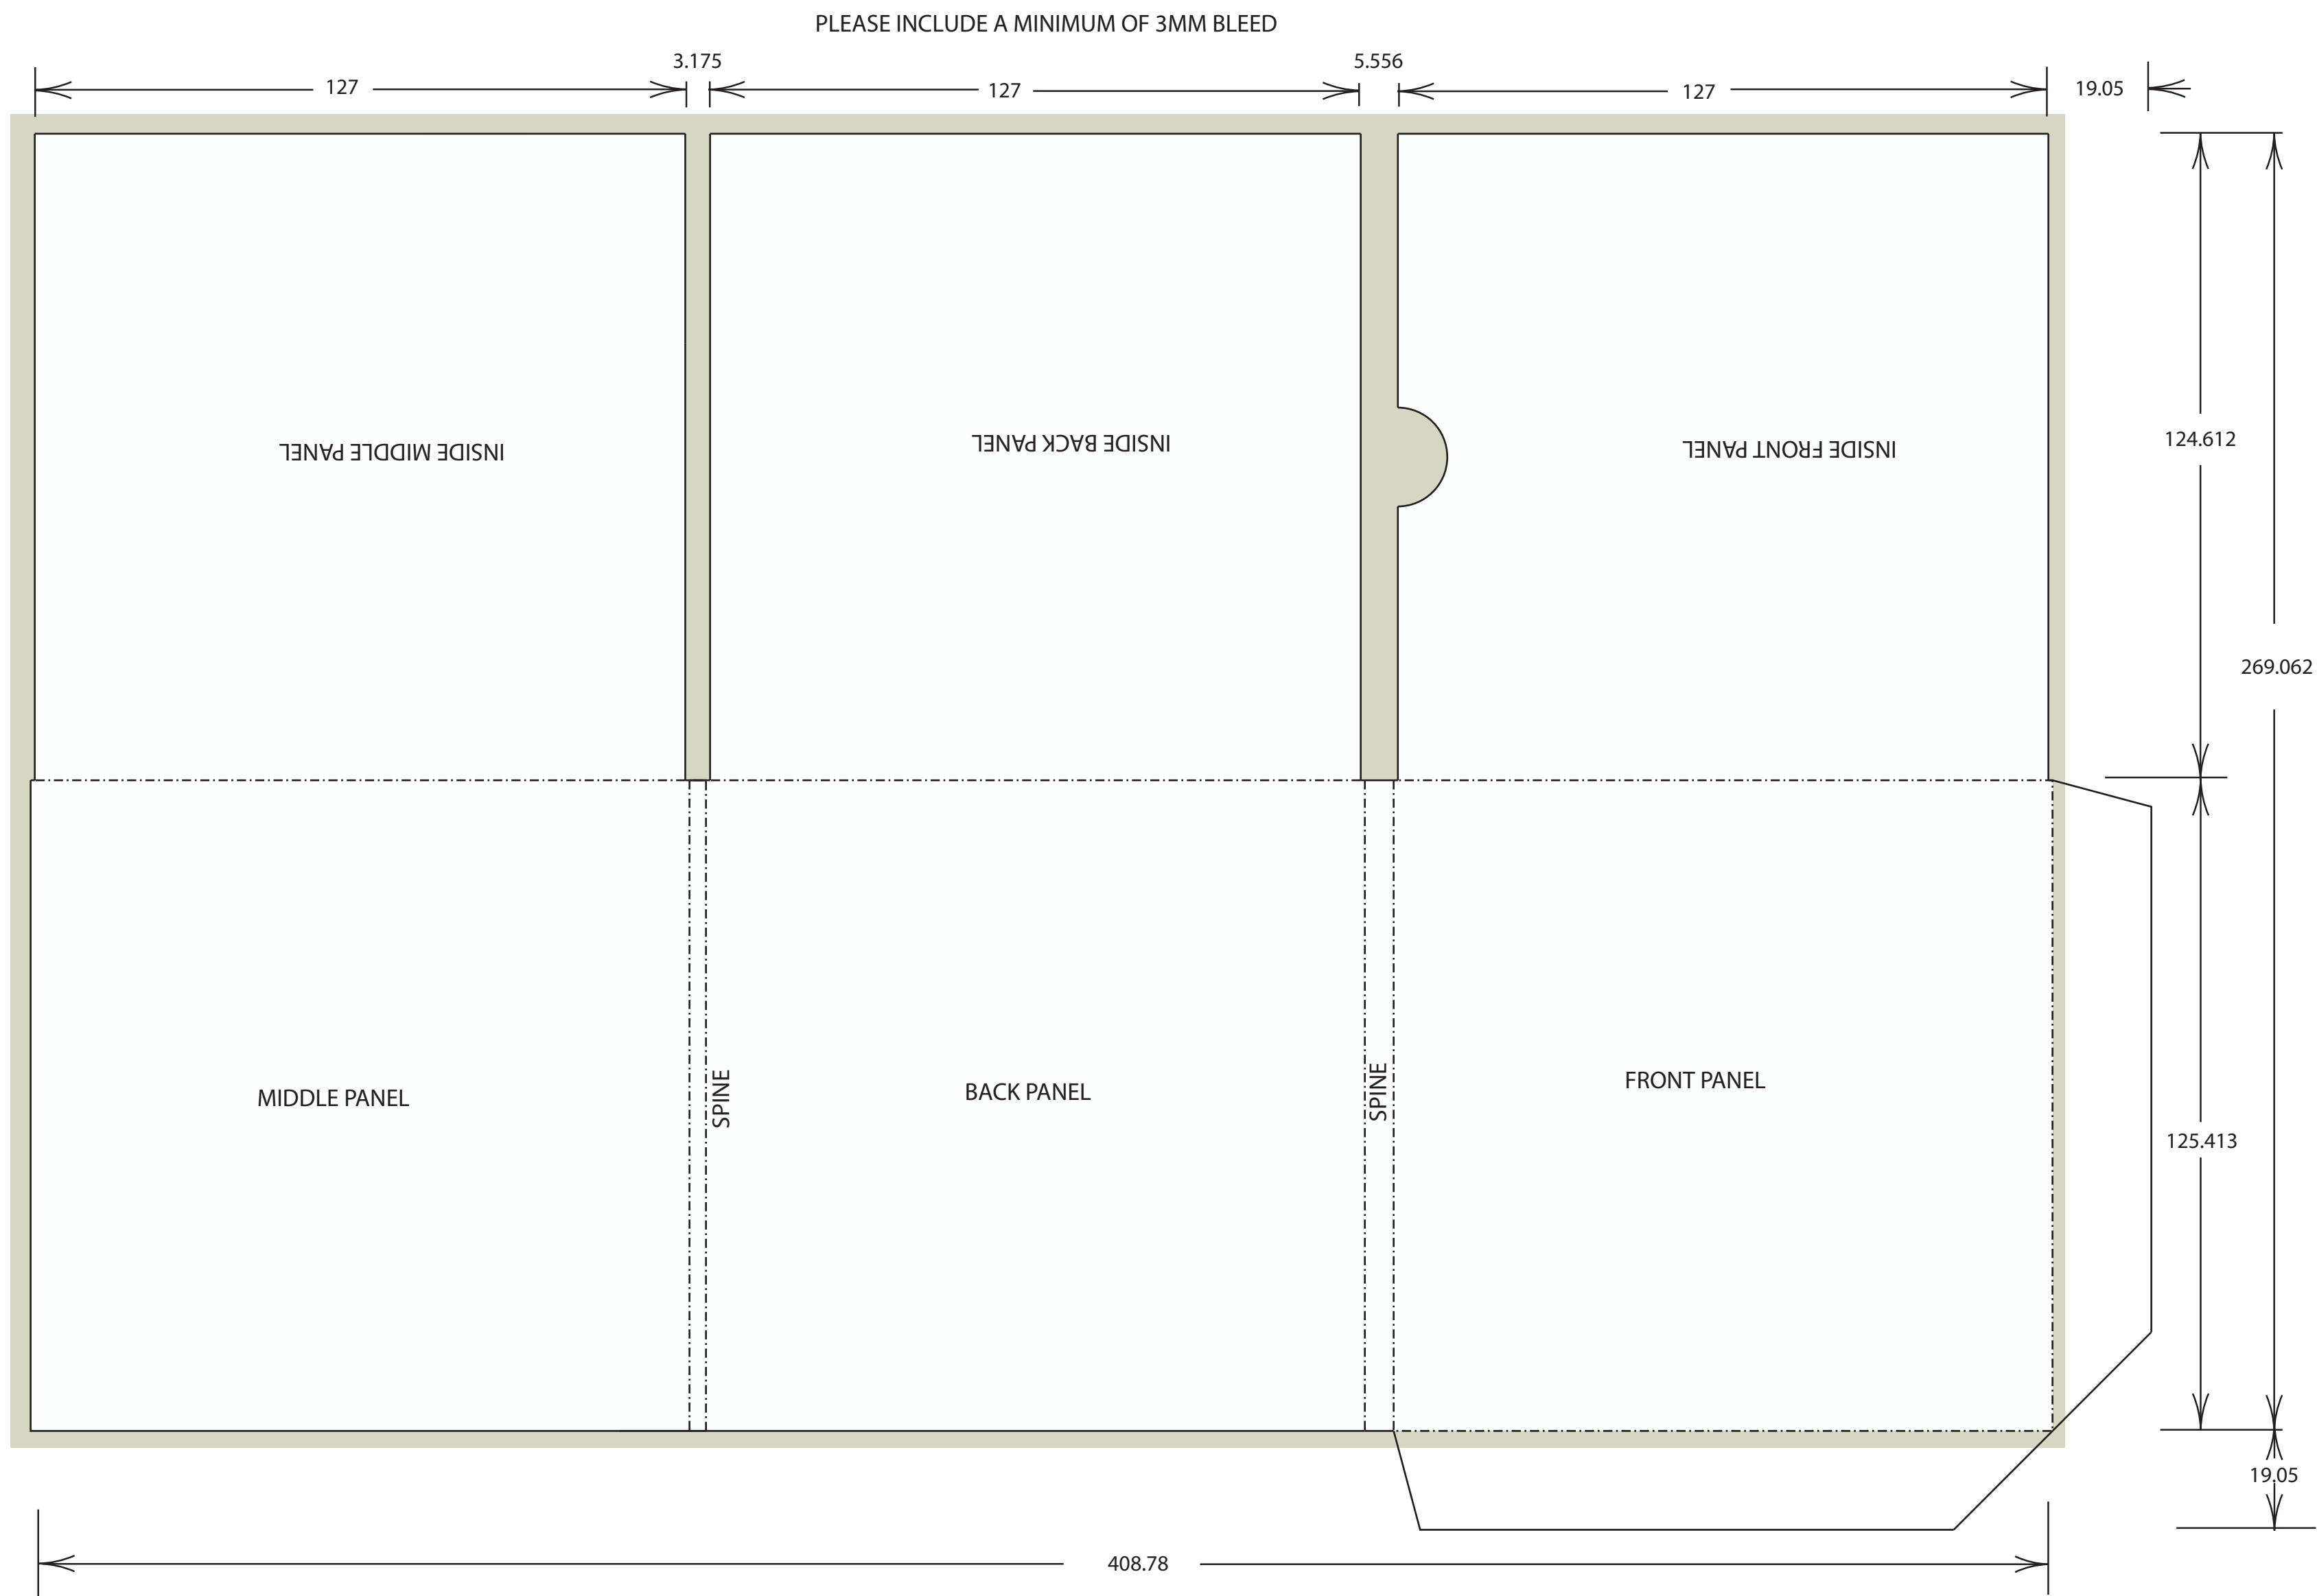 PLEASE INCLUDE A MINIMUM OF 3MM BLEED
3.175
5.556
127
127
127
19.05
INSIDE MIDDLE PANEL
INSIDE BACK PANEL
INSIDE FRONT PANEL
124.612
269.062
MIDDLE PANEL
SPINE
BACK PANEL
SPINE
FRONT PANEL
125.413
19.05
408.78